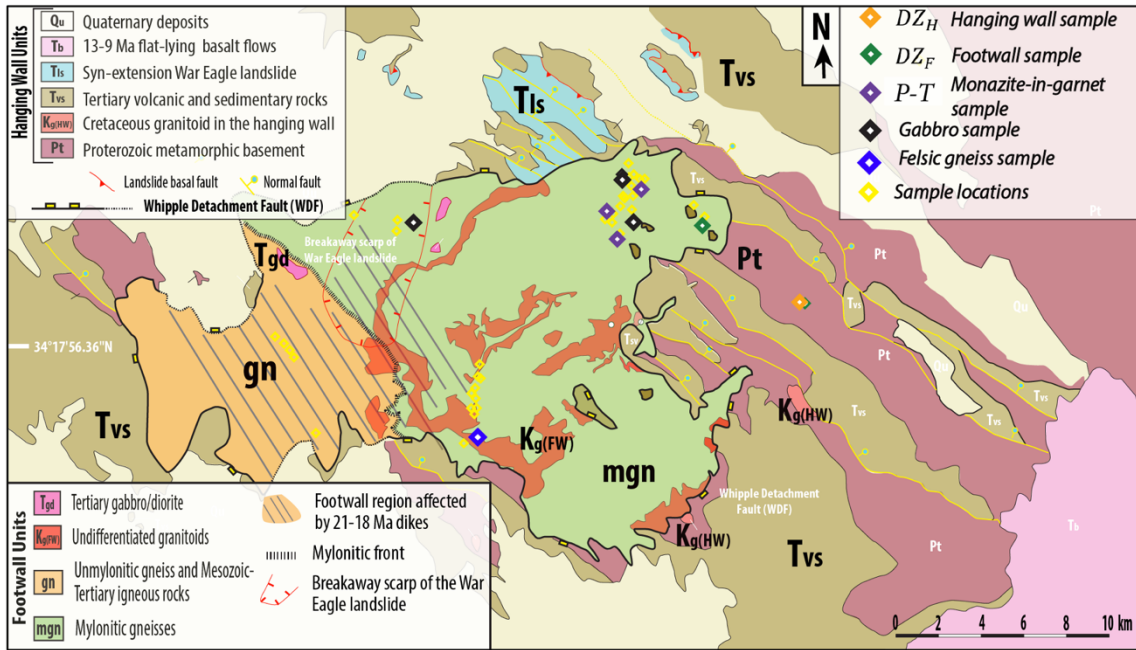 Hanging Wall Units
Qu Quaternary deposits
Tb 13-9 Ma flat-lying basalt flows
Tls Syn-extension War Eagle landslide
Tvs Tertiary volcanic and sedimentary rocks
Kg(HW) Cretaceous granitoid in the hanging wall
Pt Proterozoic metamorphic basement
Landslide basal fault
Normal fault
Whipple Detachment Fault (WDF)
N
DZH Hanging wall sample
DZF Footwall sample
P-T Monazite-in-garnet
sample
Gabbro sample
Felsic gneiss sample
Sample locations
Tvs
Tls
Tvs
Pt
Breakaway scarp of
War Eagle landslide
Tgd
Pt
Pt
Qu
Tvs
34°17'56.36"N
Tsv
Pt
Qu
gn
Tvs
Kg(HW)
Tvs
Tvs
Tvs
Kg(FW)
mgn
Whipple Detachment
Fault (WDF)
Kg(HW)
Tvs
Pt
Tb
Footwall Units
Tgd Tertiary gabbro/diorite
Kg(FW) Undifferentiated granitoids
gn Unmylonitic gneiss and Mesozoic-
Tertiary igneous rocks
mgn Mylonitic gneisses
Footwall region affected
by 21-18 Ma dikes
Mylonitic front
Breakaway scarp of the War
Eagle landslide
0 2 4 6 8 10 km